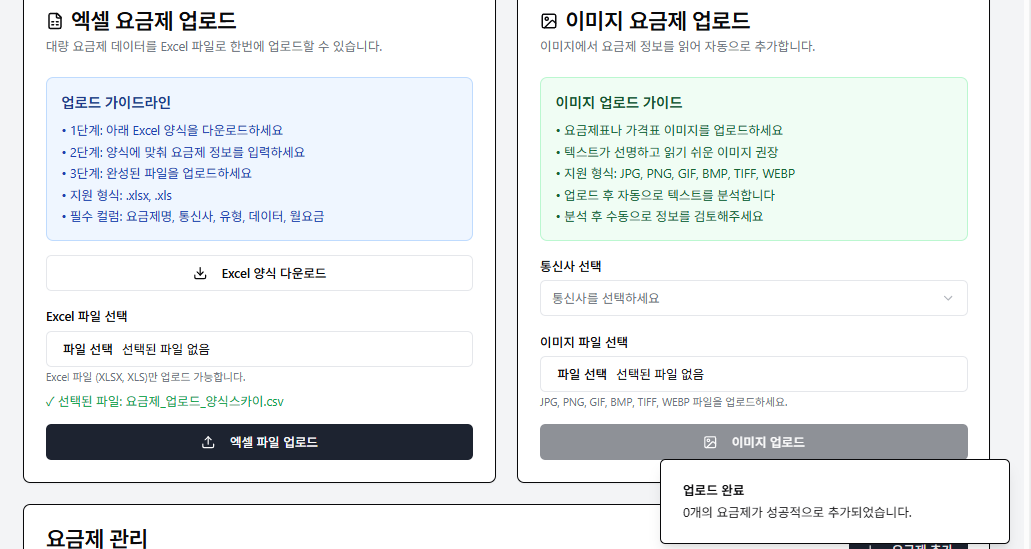 엑셀 요금제 업로드
대량 요금제 데이터를 Excel 파일로 한번에 업로드할 수 있습니다.
업로드 가이드라인
• 1단계: 아래 Excel 양식을 다운로드하세요
• 2단계: 양식에 맞춰 요금제 정보를 입력하세요
• 3단계: 완성된 파일을 업로드하세요
• 지원 형식: .xlsx, .xls
• 필수 컬럼: 요금제명, 통신사, 유형, 데이터, 월요금
Excel 양식 다운로드
Excel 파일 선택
파일 선택 선택된 파일 없음
Excel 파일 (XLSX, XLS)만 업로드 가능합니다.
✓ 선택된 파일: 요금제_업로드_양식스카이.csv
엑셀 파일 업로드
이미지 요금제 업로드
이미지에서 요금제 정보를 읽어 자동으로 추가합니다.
이미지 업로드 가이드
• 요금제표나 가격표 이미지를 업로드하세요
• 텍스트가 선명하고 읽기 쉬운 이미지 권장
• 지원 형식: JPG, PNG, GIF, BMP, TIFF, WEBP
• 업로드 후 자동으로 텍스트를 분석합니다
• 분석 후 수동으로 정보를 검토해주세요
통신사 선택
통신사를 선택하세요
이미지 파일 선택
파일 선택 선택된 파일 없음
JPG, PNG, GIF, BMP, TIFF, WEBP 파일을 업로드하세요.
이미지 업로드
업로드 완료
0개의 요금제가 성공적으로 추가되었습니다.
요금제 관리